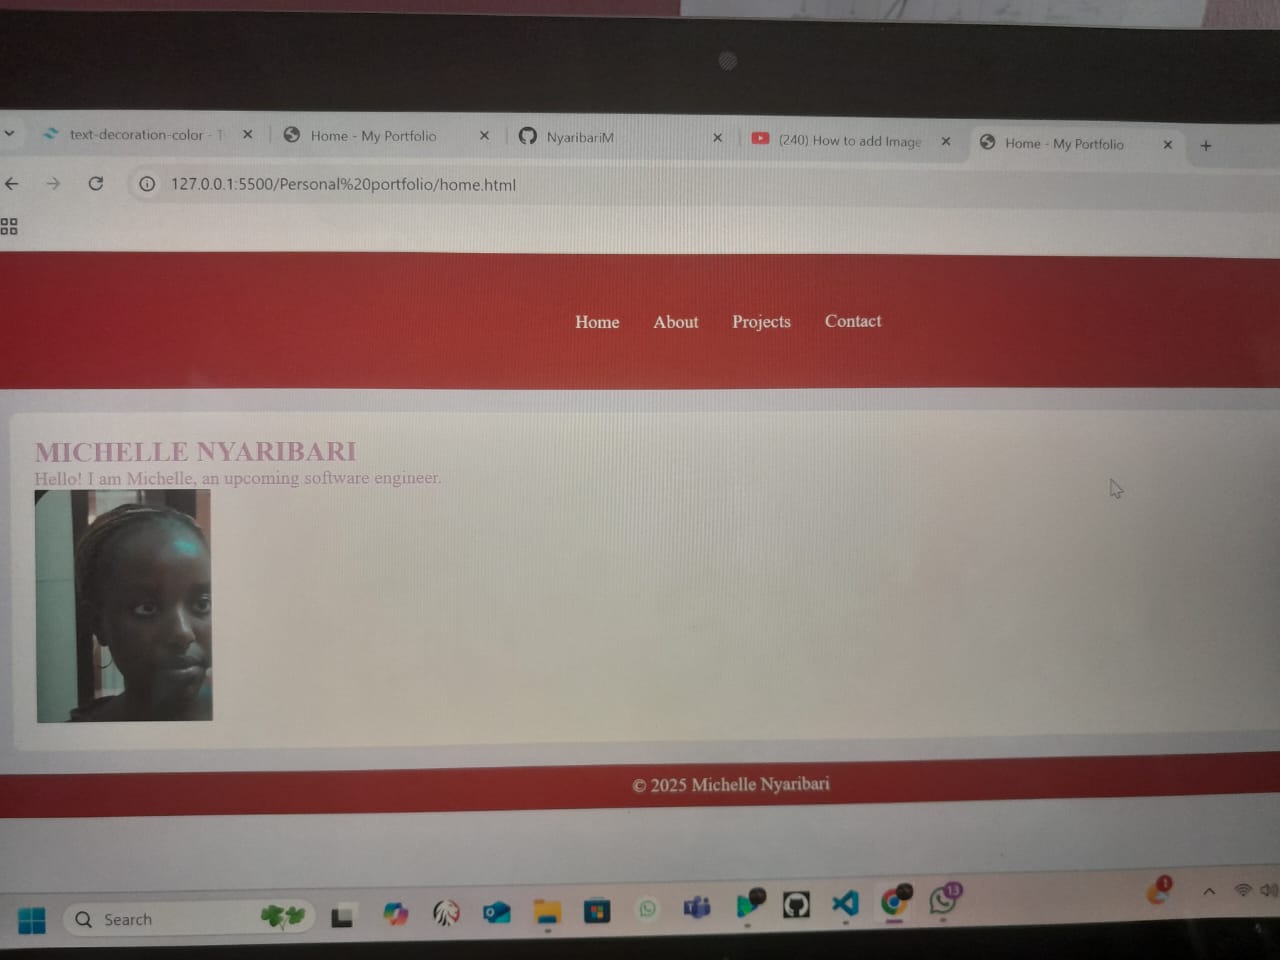 text-decoration-color - T
Home - My Portfolio
NyaribariM
(240) How to add Image
Home - My Portfolio
127.0.0.1:5500/Personal%20portfolio/home.html
Home About Projects Contact
MICHELLE NYARIBARI
Hello! I am Michelle, an upcoming software engineer.
© 2025 Michelle Nyaribari
Search
13
1